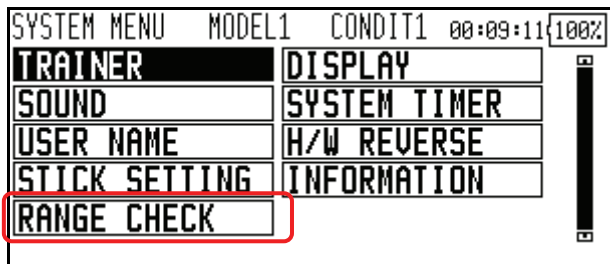 SYSTEM MENU MODEL1 CONDIT1 00:09:11 100%
TRAINER DISPLAY
SOUND SYSTEM TIMER
USER NAME H/W REVERSE
STICK SETTING INFORMATION
RANGE CHECK